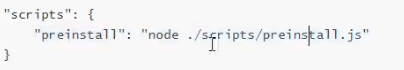 "scripts": {
    "preinstall": "node ./scripts/preinstall.js"
}